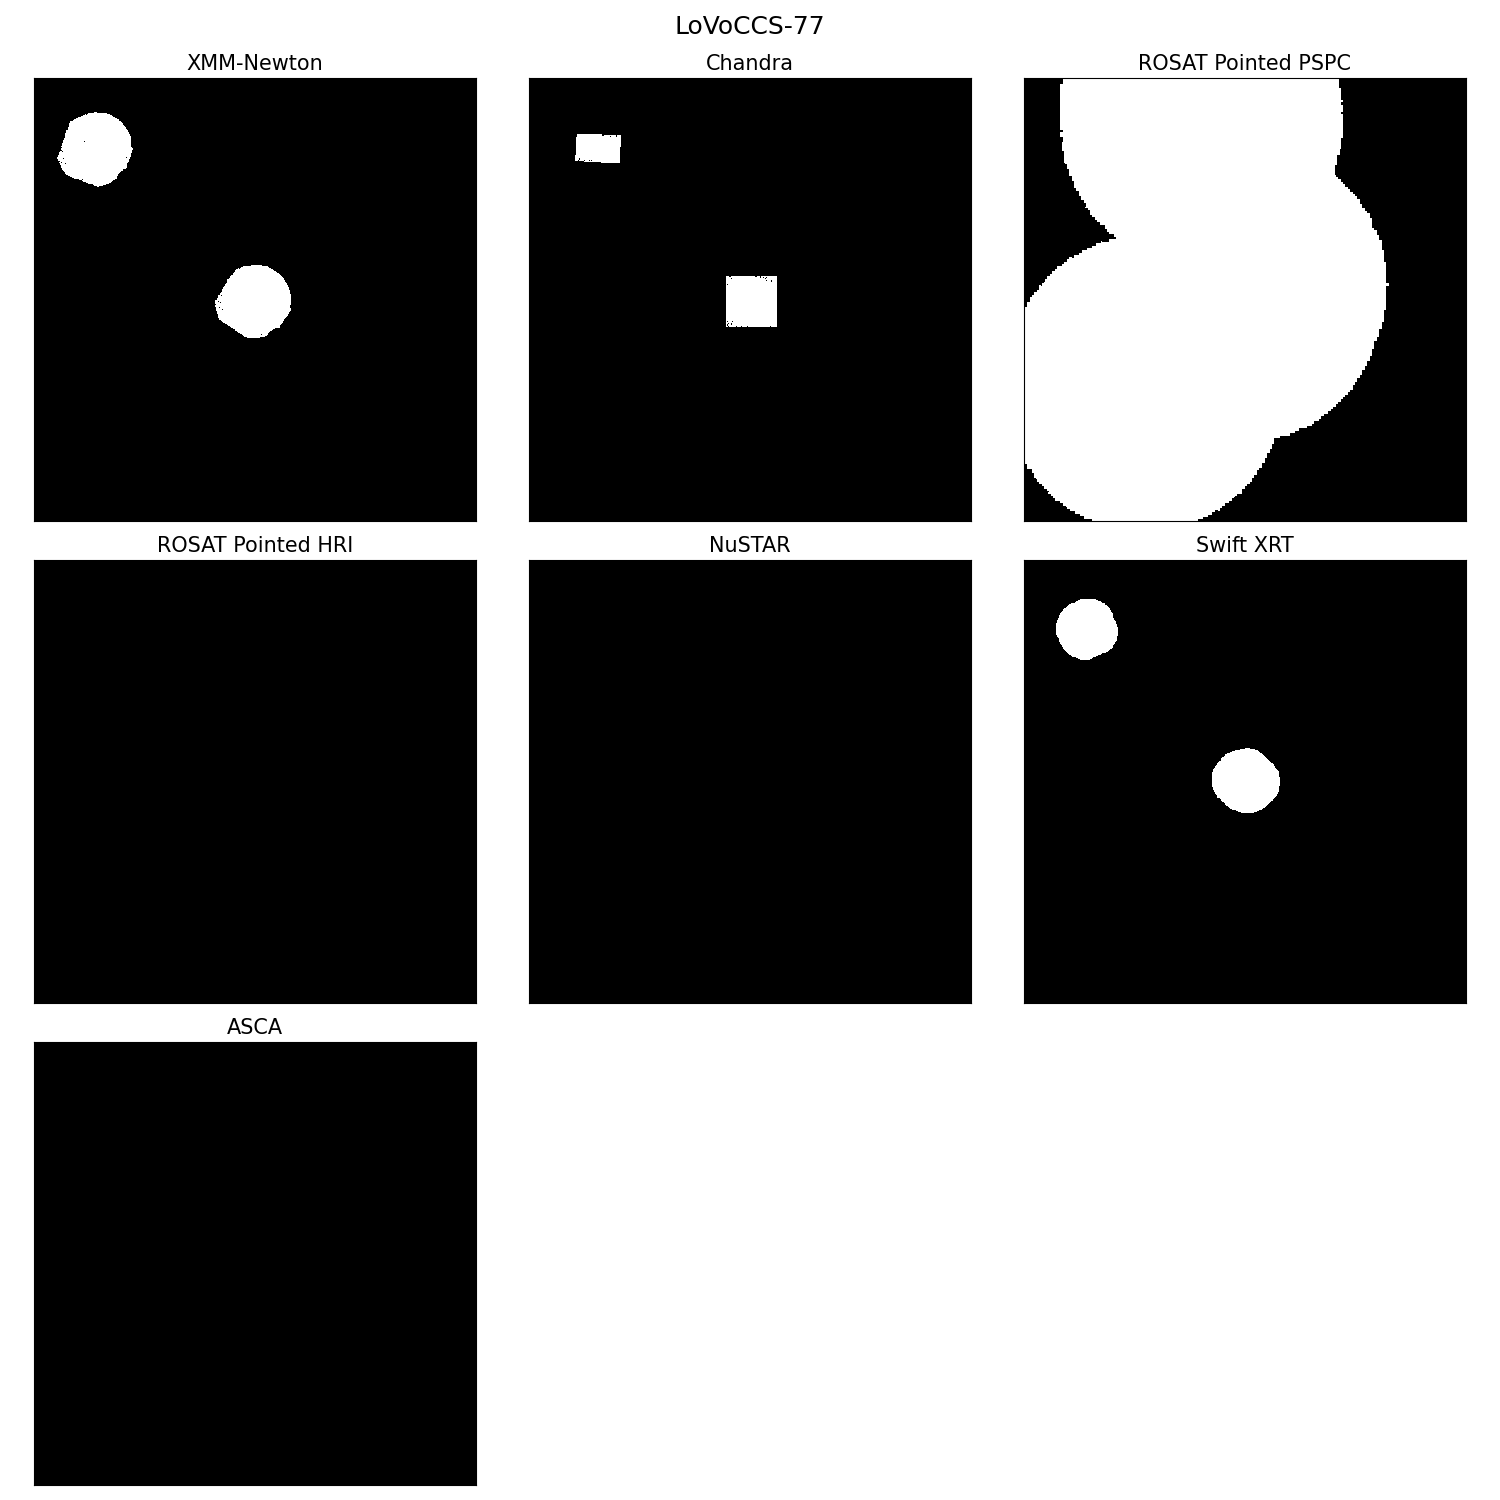 LoVoCCS-77
XMM-Newton
Chandra
ROSAT Pointed PSPC
ROSAT Pointed HRI
NuSTAR
Swift XRT
ASCA